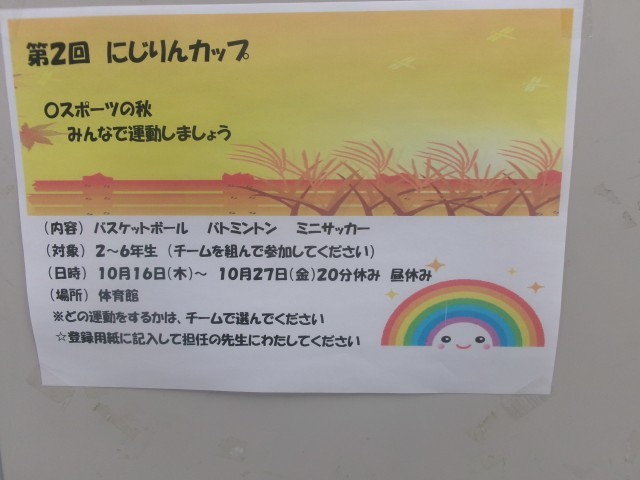 第2回 にじりんカップ
○スポーツの秋
みんなで運動しましょう
(内容) バスケットボール バトミントン ミニサッカー
(対象) 2～6年生 (チームを組んで参加してください)
(日時) 10月16日(木)～ 10月27日(金)20分休み 昼休み
(場所) 体育館
※どの運動をするかは、チームで選んでください
☆登録用紙に記入して担任の先生にわたしてください